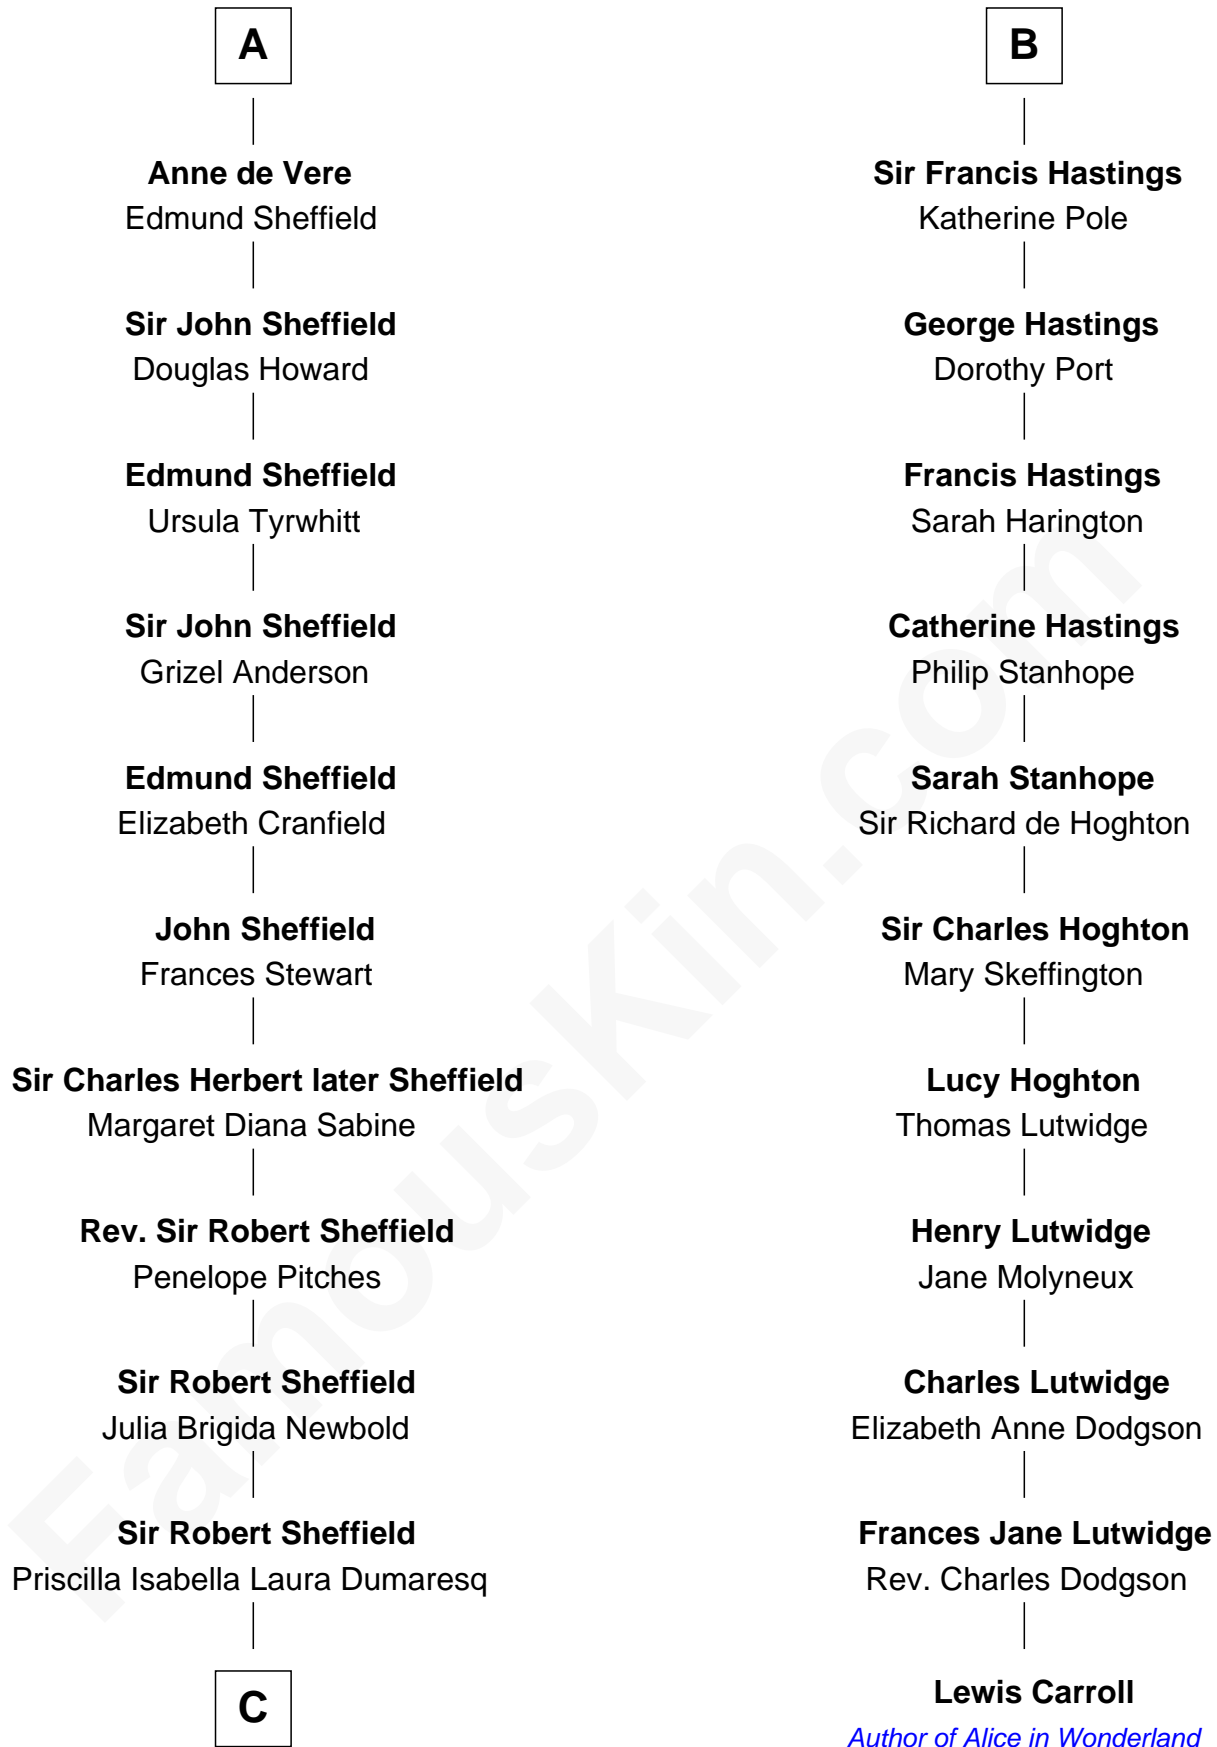 A
Anne de Vere
Edmund Sheffield
Sir John Sheffield
Douglas Howard
Edmund Sheffield
Ursula Tyrwhitt
Sir John Sheffield
Grizel Anderson
Edmund Sheffield
Elizabeth Cranfield
John Sheffield
Frances Stewart
Sir Charles Herbert later Sheffield
Margaret Diana Sabine
Rev. Sir Robert Sheffield
Penelope Pitches
Sir Robert Sheffield
Julia Brigida Newbold
Sir Robert Sheffield
Priscilla Isabella Laura Dumaresq
C
B
Sir Francis Hastings
Katherine Pole
George Hastings
Dorothy Port
Francis Hastings
Sarah Harington
Catherine Hastings
Philip Stanhope
Sarah Stanhope
Sir Richard de Hoghton
Sir Charles Hoghton
Mary Skeffington
Lucy Hoghton
Thomas Lutwidge
Henry Lutwidge
Jane Molyneux
Charles Lutwidge
Elizabeth Anne Dodgson
Frances Jane Lutwidge
Rev. Charles Dodgson
Lewis Carroll
Author of Alice in Wonderland
FamousKin.com